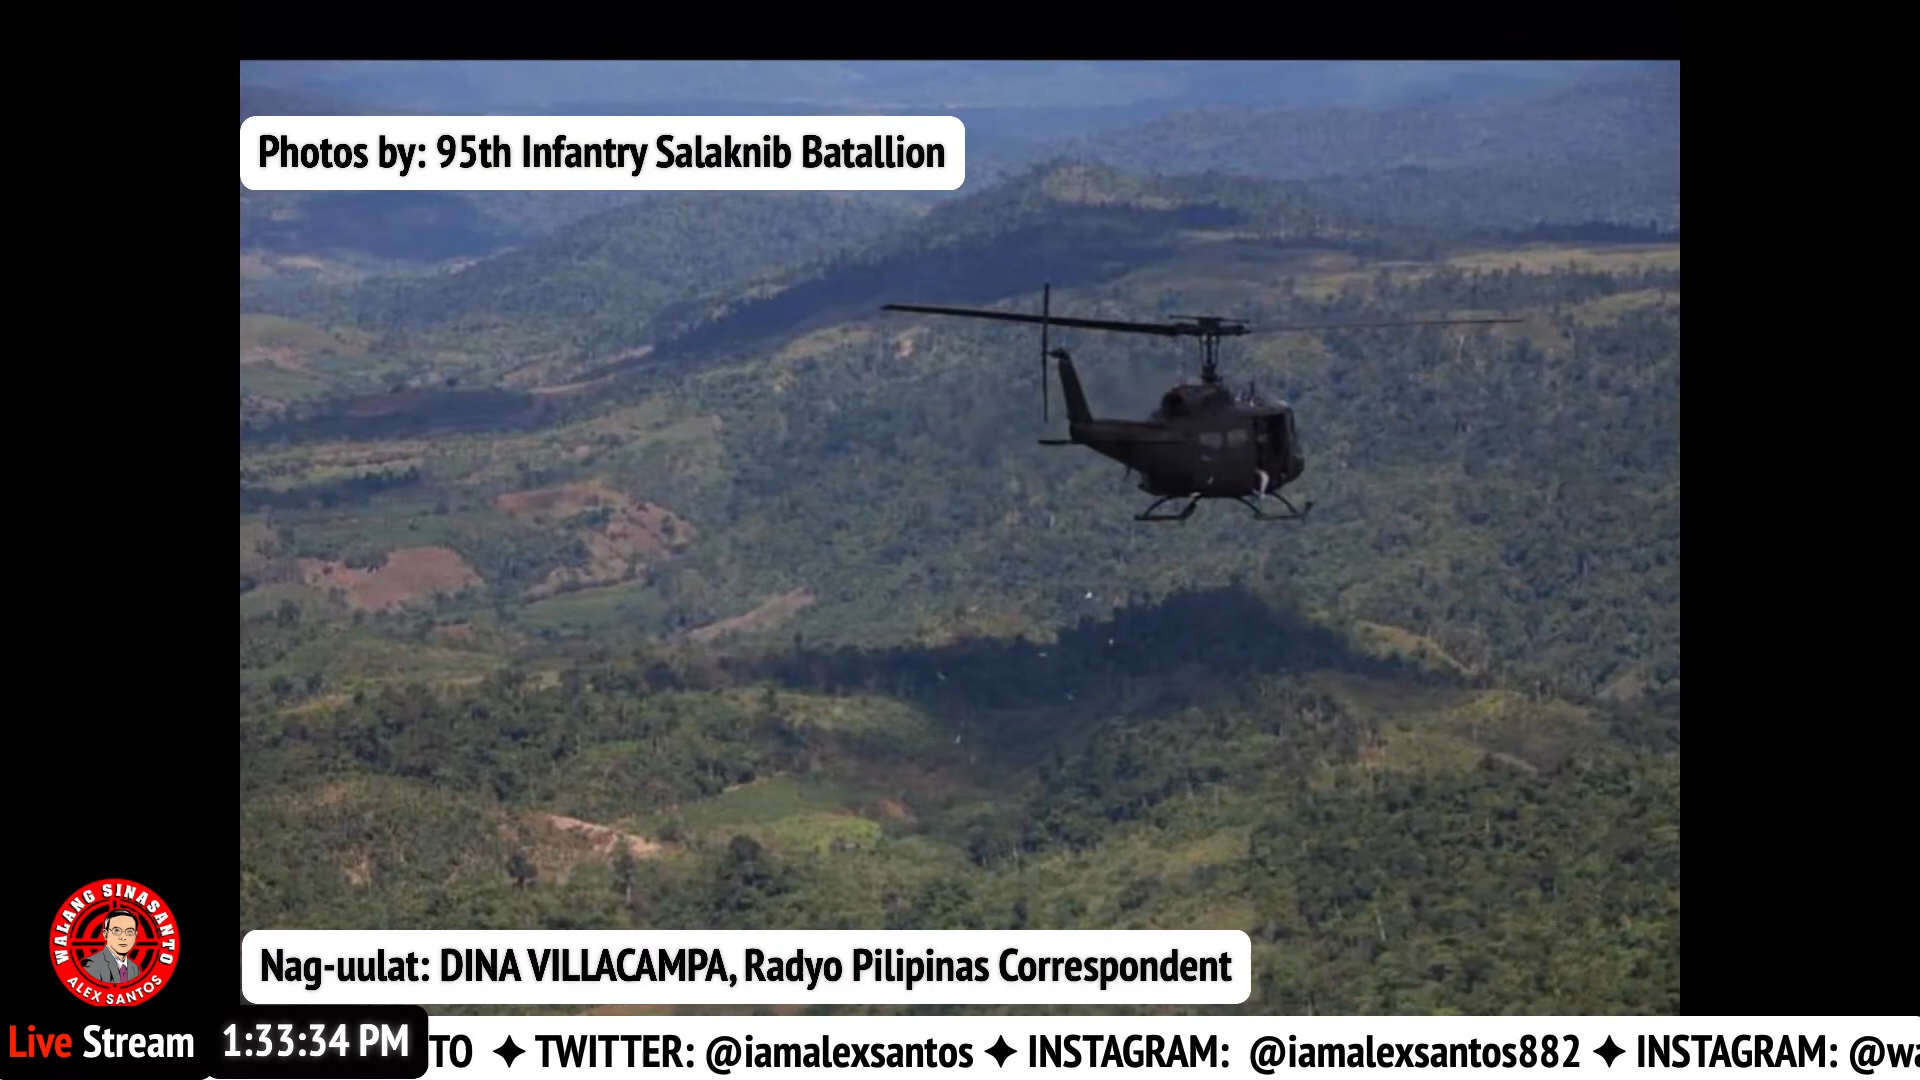 Photos by: 95th Infantry Salaknib Batallion
Nag-uulat: DINA VILLACAMPA, Radyo Pilipinas Correspondent
WALANG SINASANTO
ALEX SANTOS
Live Stream 1:33:34 PM
TO ✦ TWITTER: @iamalexsantos ✦ INSTAGRAM: @iamalexsantos882 ✦ INSTAGRAM: @wa